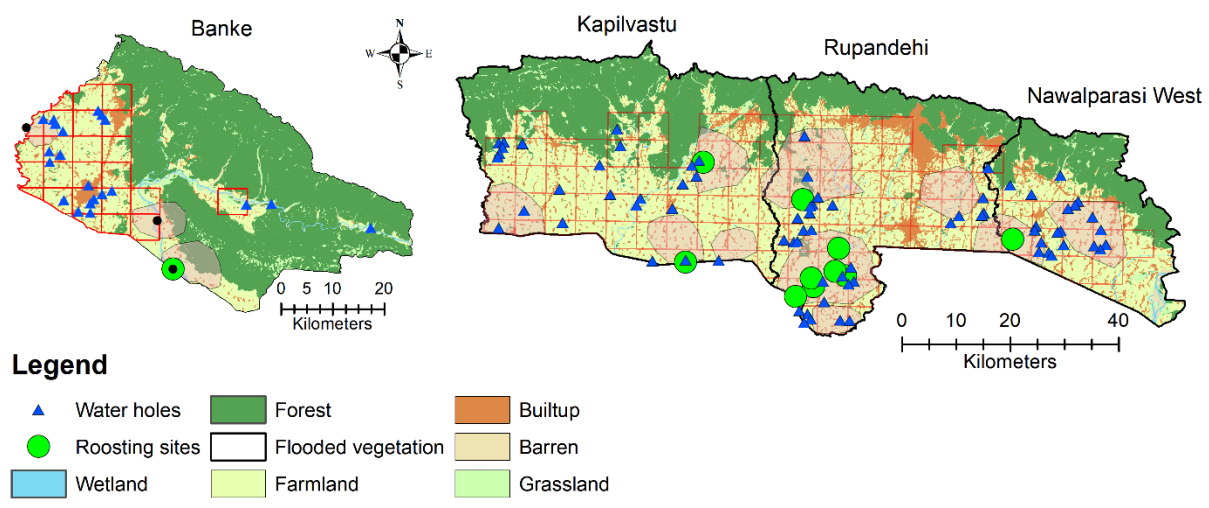 Banke
N
W E
S
Kapilvastu
Rupandehi
Nawalparasi West
0 10 20
Kilometers
0 10 20 40
Kilometers
Legend
Water holes
Forest
Builtup
Roosting sites
Flooded vegetation
Barren
Wetland
Farmland
Grassland